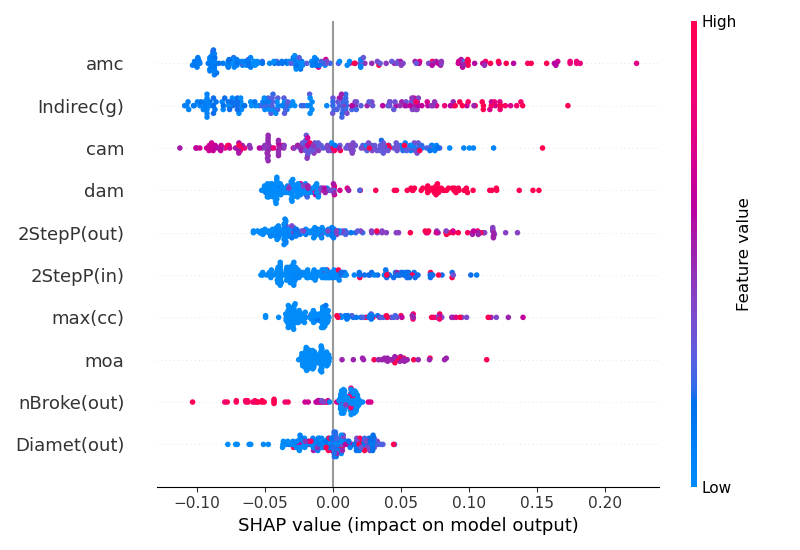 High
amc
Indirec(g)
cam
dam
2StepP(out)
2StepP(in)
max(cc)
moa
nBroke(out)
Diamet(out)
Feature value
Low
−0.10 −0.05 0.00 0.05 0.10 0.15 0.20
SHAP value (impact on model output)